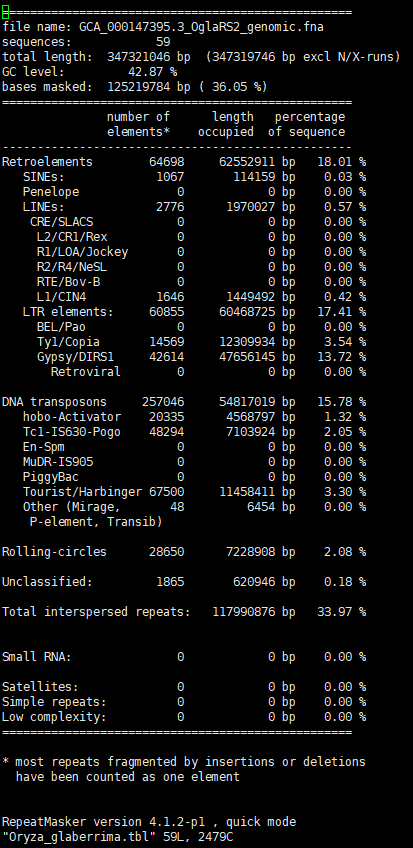 ==================================================
file name: GCA_000147395.3_OglaRS2_genomic.fna
sequences:            59
total length:  347321046 bp  (347319746 bp excl N/X-runs)
GC level:         42.87 %
bases masked:  125219784 bp ( 36.05 %)
==================================================
               number of      length   percentage
               elements*    occupied  of sequence
--------------------------------------------------
Retroelements        64698     62552911 bp   18.01 %
   SINEs:             1067       114159 bp    0.03 %
   Penelope              0            0 bp    0.00 %
   LINEs:             2776      1970027 bp    0.57 %
    CRE/SLACS            0            0 bp    0.00 %
     L2/CR1/Rex          0            0 bp    0.00 %
     R1/LOA/Jockey       0            0 bp    0.00 %
     R2/R4/NeSL          0            0 bp    0.00 %
     RTE/Bov-B           0            0 bp    0.00 %
     L1/CIN4          1646      1449492 bp    0.42 %
   LTR elements:     60855     60468725 bp   17.41 %
     BEL/Pao             0            0 bp    0.00 %
     Ty1/Copia       14569     12309934 bp    3.54 %
     Gypsy/DIRS1     42614     47656145 bp   13.72 %
       Retroviral        0            0 bp    0.00 %
DNA transposons     257046     54817019 bp   15.78 %
   hobo-Activator    20335      4568797 bp    1.32 %
   Tc1-IS630-Pogo    48294      7103924 bp    2.05 %
   En-Spm                0            0 bp    0.00 %
   MuDR-IS905            0            0 bp    0.00 %
   PiggyBac              0            0 bp    0.00 %
   Tourist/Harbinger 67500     11458411 bp    3.30 %
   Other (Mirage,       48         6454 bp    0.00 %
    P-element, Transib)
Rolling-circles      28650      7228908 bp    2.08 %
Unclassified:         1865       620946 bp    0.18 %
Total interspersed repeats:   117990876 bp   33.97 %
Small RNA:               0            0 bp    0.00 %
Satellites:              0            0 bp    0.00 %
Simple repeats:          0            0 bp    0.00 %
Low complexity:          0            0 bp    0.00 %
==================================================
* most repeats fragmented by insertions or deletions
  have been counted as one element
RepeatMasker version 4.1.2-p1 , quick mode
"Oryza_glaberrima.tbl" 59L, 2479C